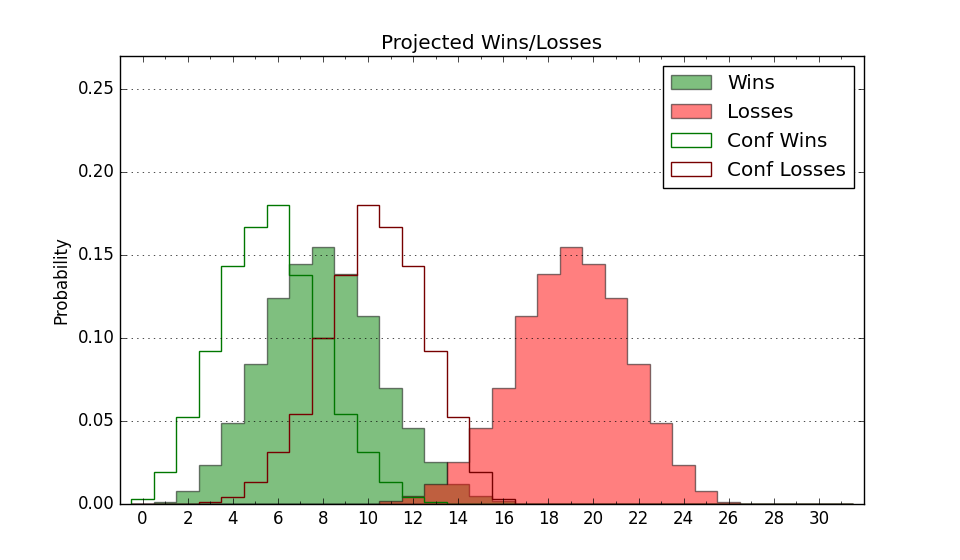 Projected Wins/Losses
Probability
0.25
0.20
0.15
0.10
0.05
0.00
0 2 4 6 8 10 12 14 16 18 20 22 24 26 28 30
Wins
Losses
Conf Wins
Conf Losses